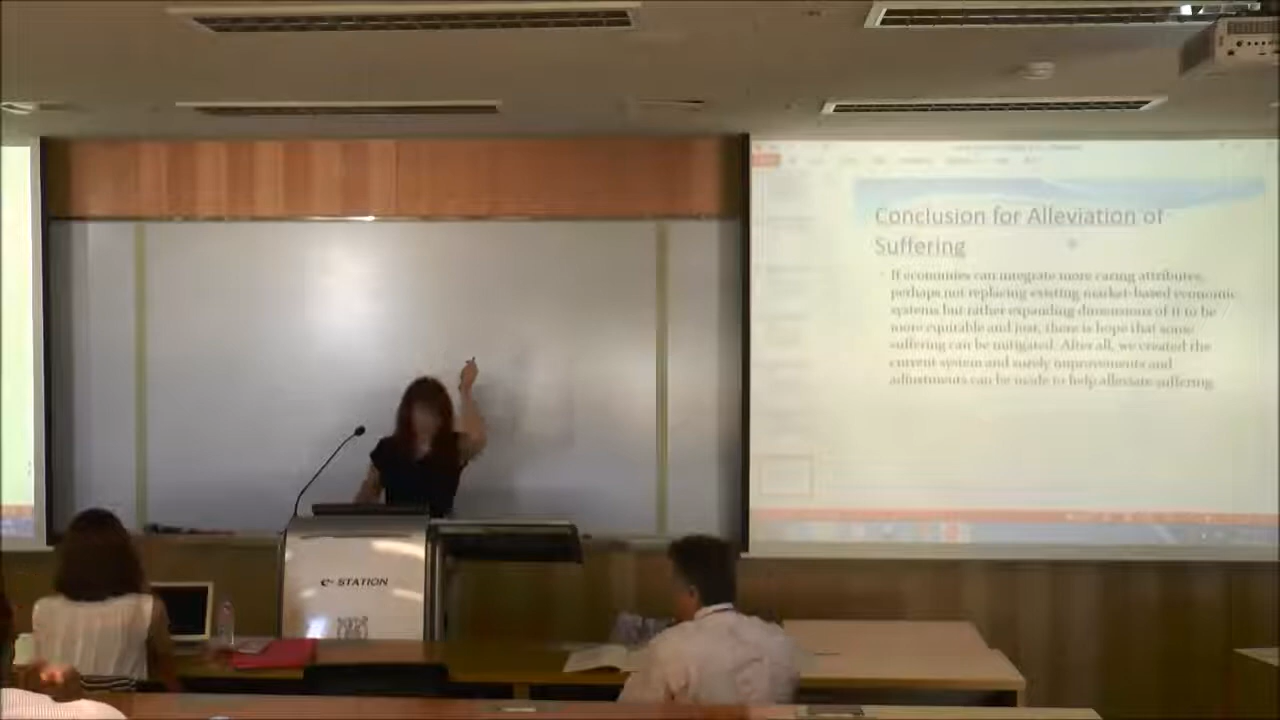 Conclusion for Alleviation of
Suffering
If economies can integrate more caring attributes,
perhaps not replacing existing market-based economic
systems but rather expanding dimensions of it to be
more equitable and just, there is hope that some
suffering can be mitigated. After all, we created the
current system and surely improvements and
adjustments can be made to help alleviate suffering.
e-STATION